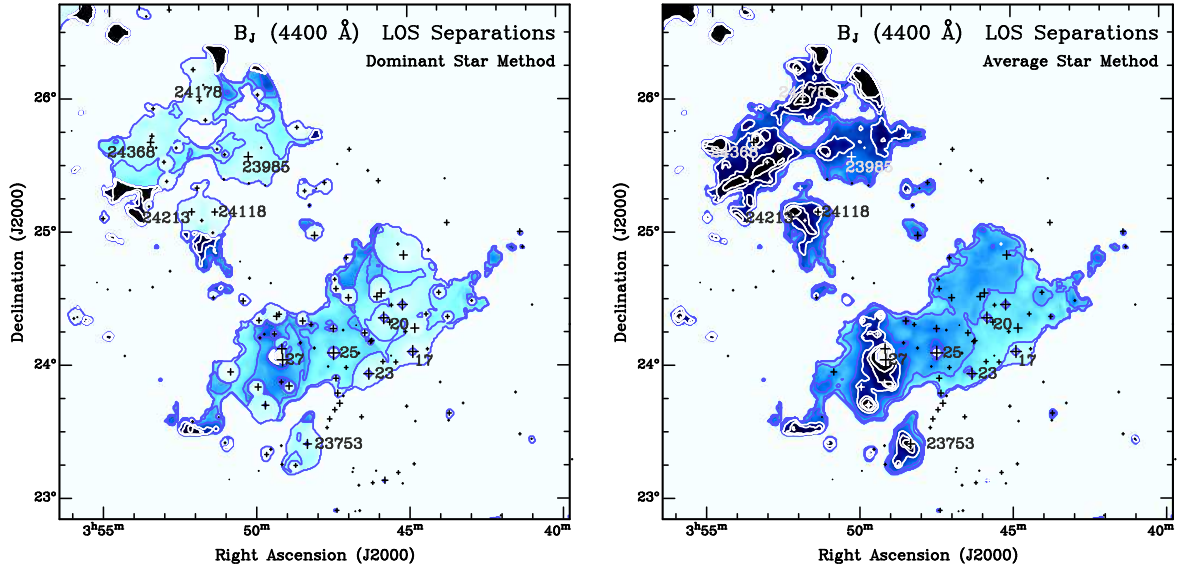 B_J (4400 Å) LOS Separations
Dominant Star Method
26°
25°
24°
23°
Declination (J2000)
24178
24368
23985
24213
24118
20
27
25
17
23
23753
3ʰ55ᵐ
50ᵐ
45ᵐ
40ᵐ
Right Ascension (J2000)
B_J (4400 Å) LOS Separations
Average Star Method
26°
25°
24°
23°
Declination (J2000)
24178
24368
23985
24213
24118
20
27
25
17
23
23753
3ʰ55ᵐ
50ᵐ
45ᵐ
40ᵐ
Right Ascension (J2000)